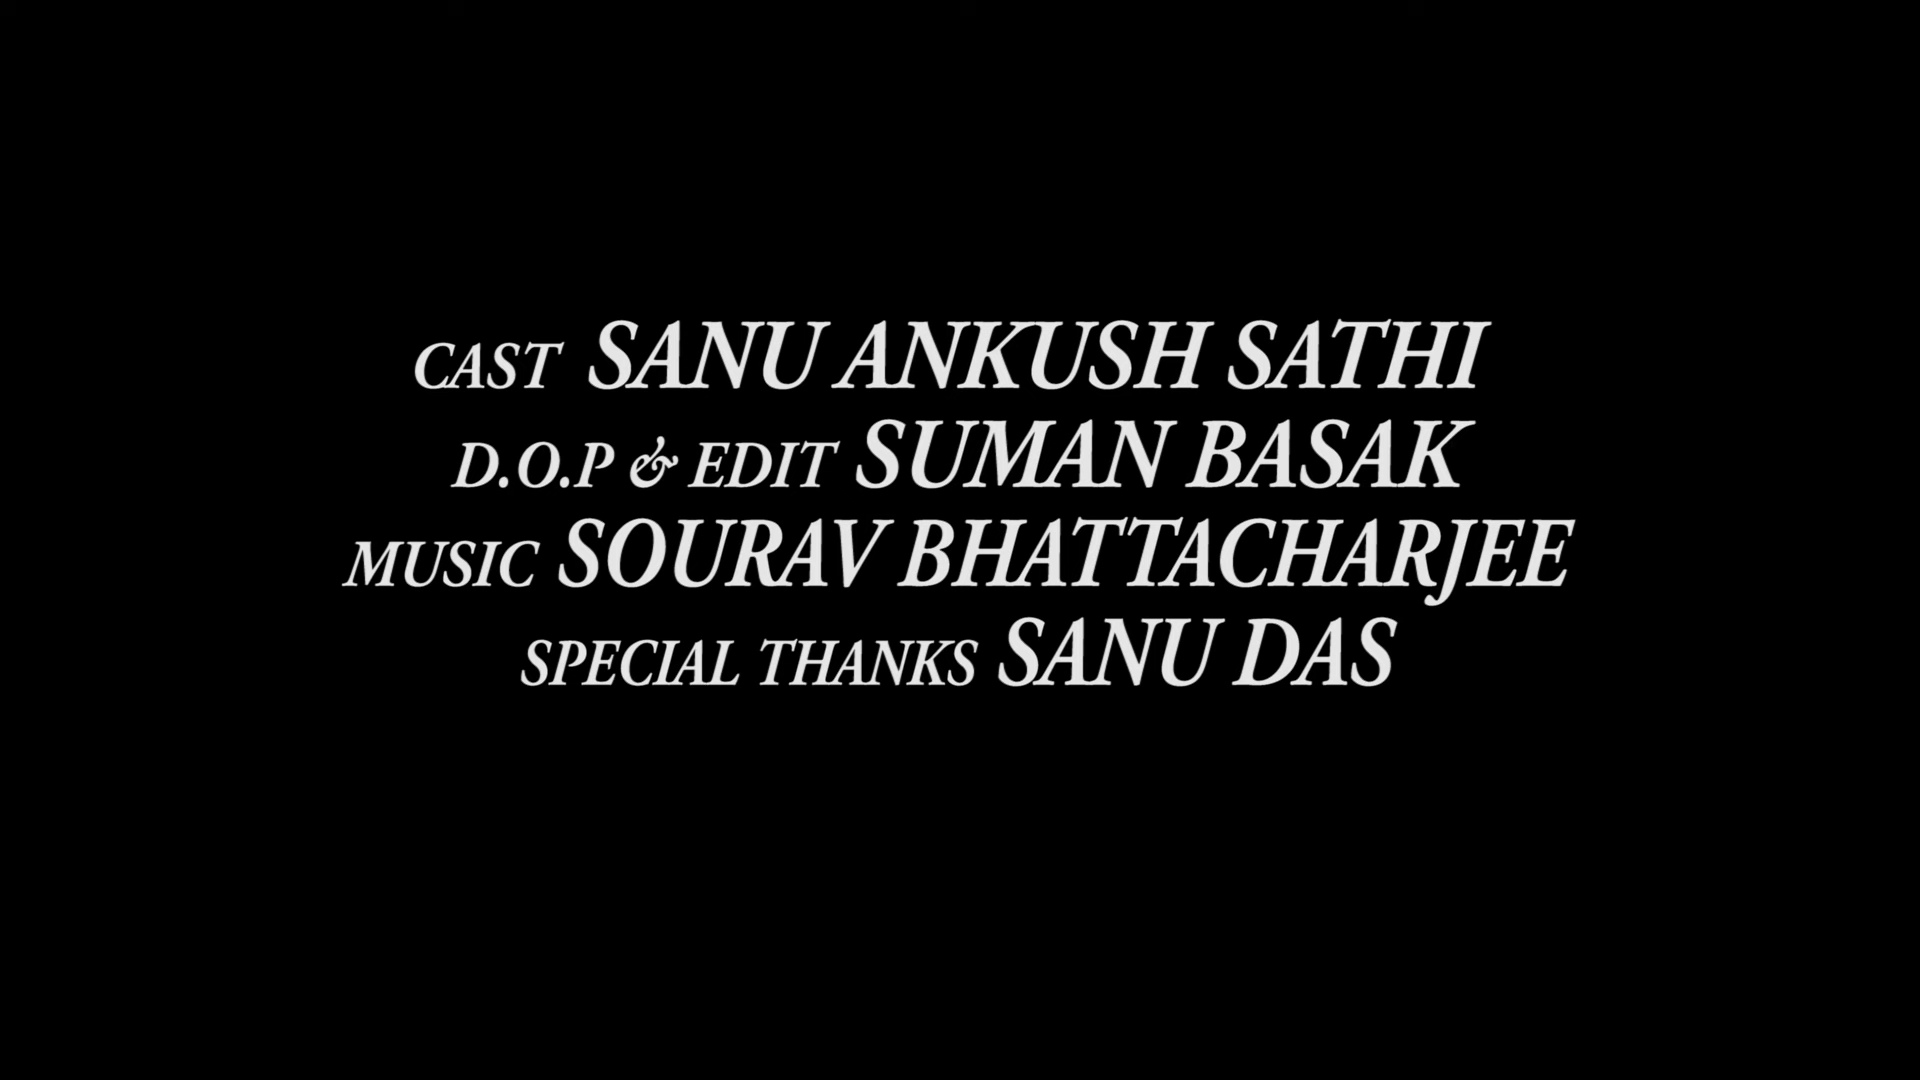 CAST SANU ANKUSH SATHI
D.O.P & EDIT SUMAN BASAK
MUSIC SOURAV BHATTACHARJEE
SPECIAL THANKS SANU DAS